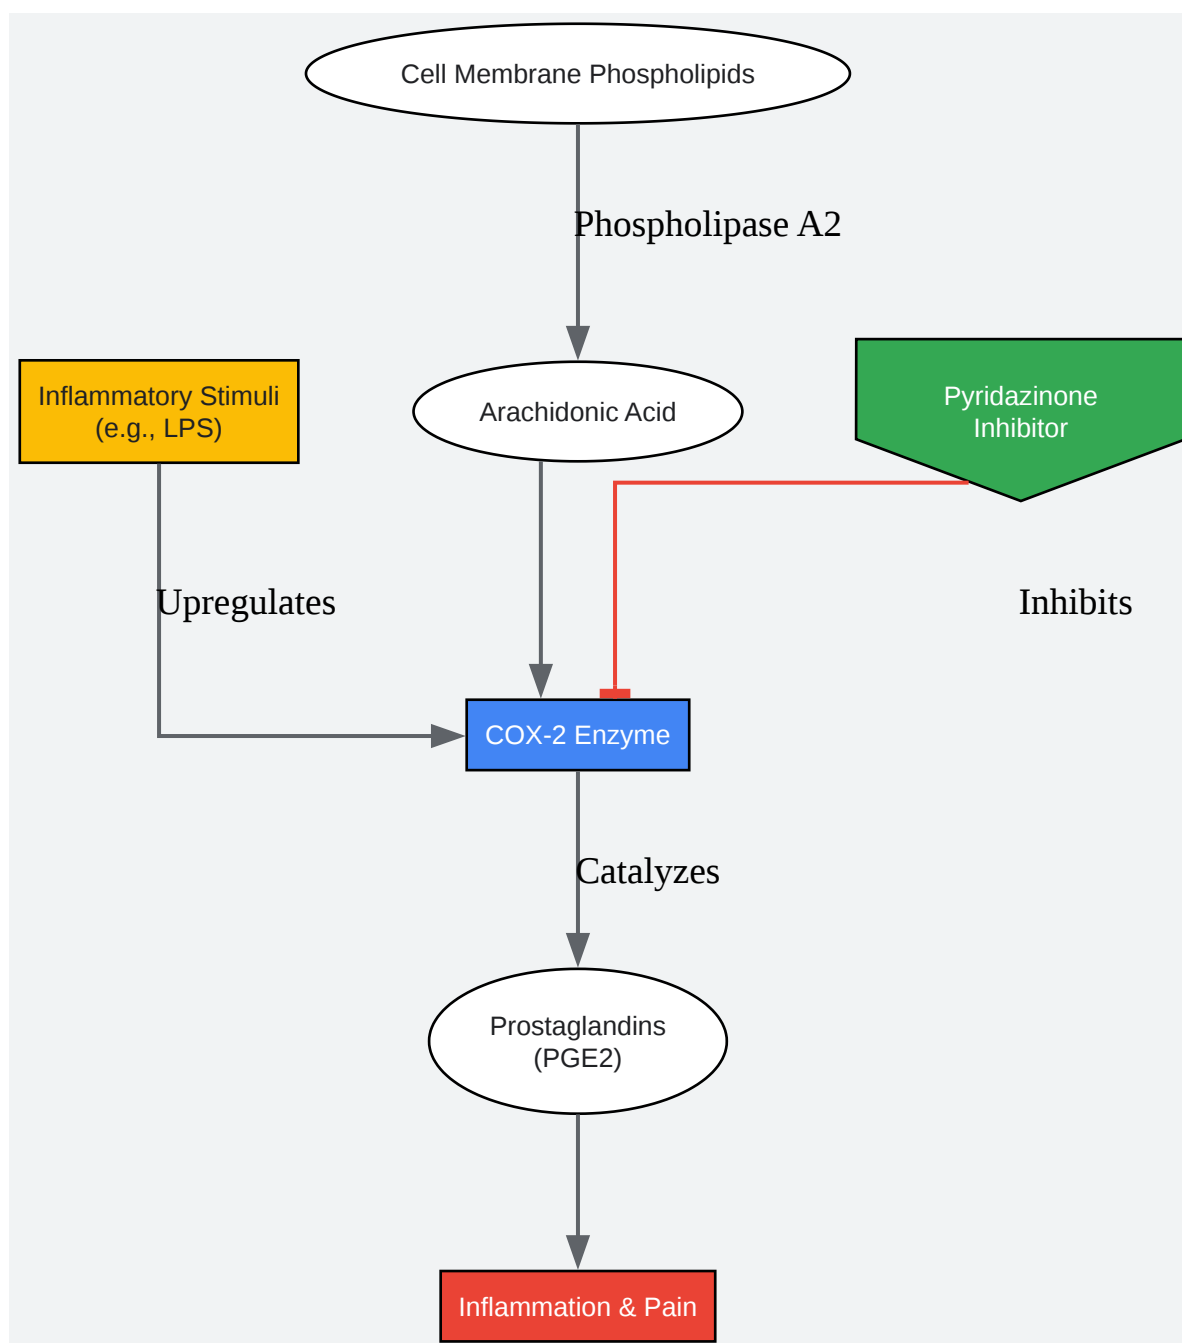 Cell Membrane Phospholipids
Phospholipase A2
Inflammatory Stimuli
(e.g., LPS)
Arachidonic Acid
Pyridazinone
Inhibitor
Upregulates
Inhibits
COX-2 Enzyme
Catalyzes
Prostaglandins
(PGE2)
Inflammation & Pain